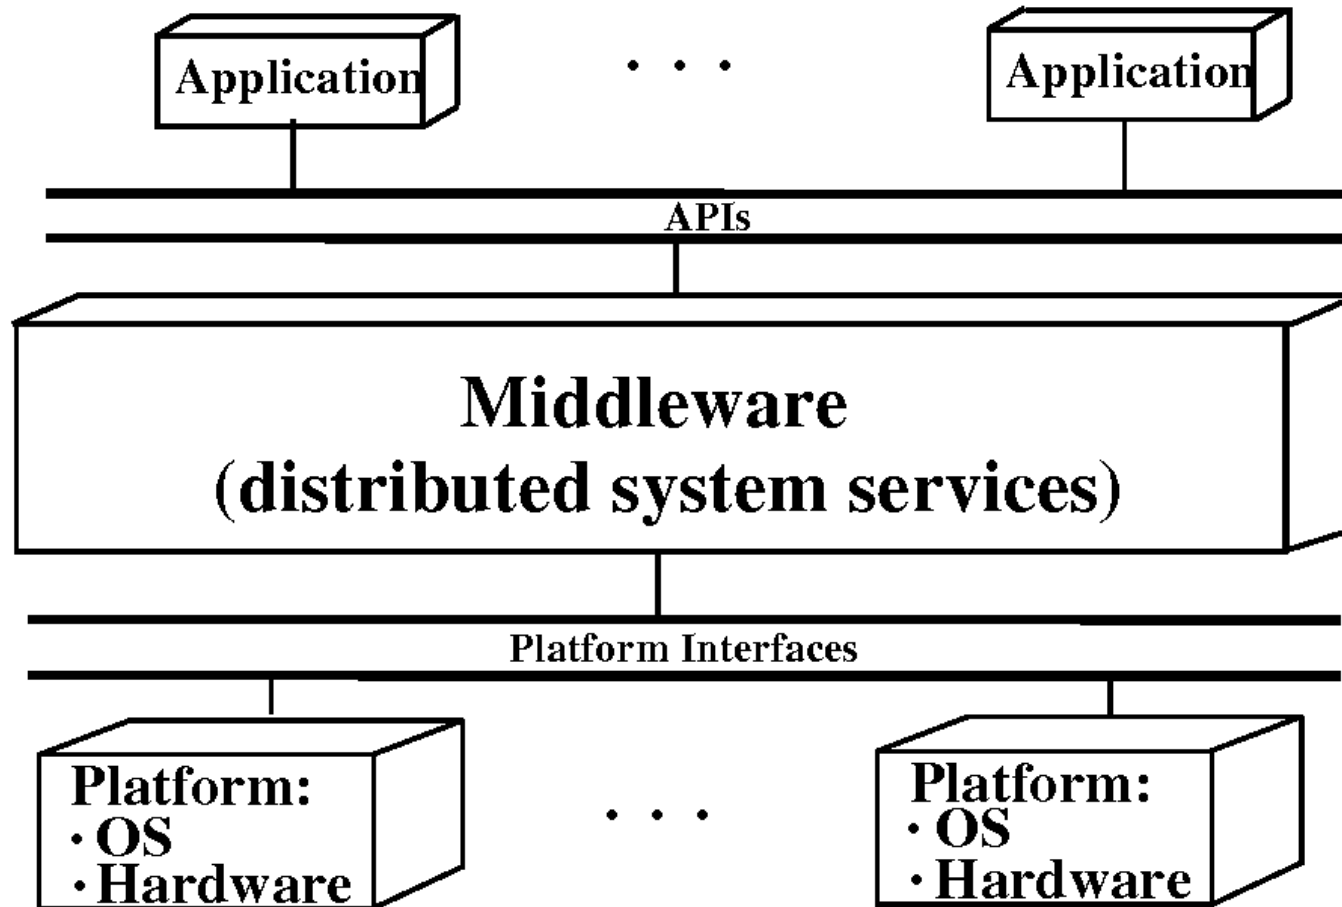 Application
. . .
Application
APIs
Middleware
(distributed system services)
Platform Interfaces
Platform:
· OS
· Hardware
. . .
Platform:
· OS
· Hardware